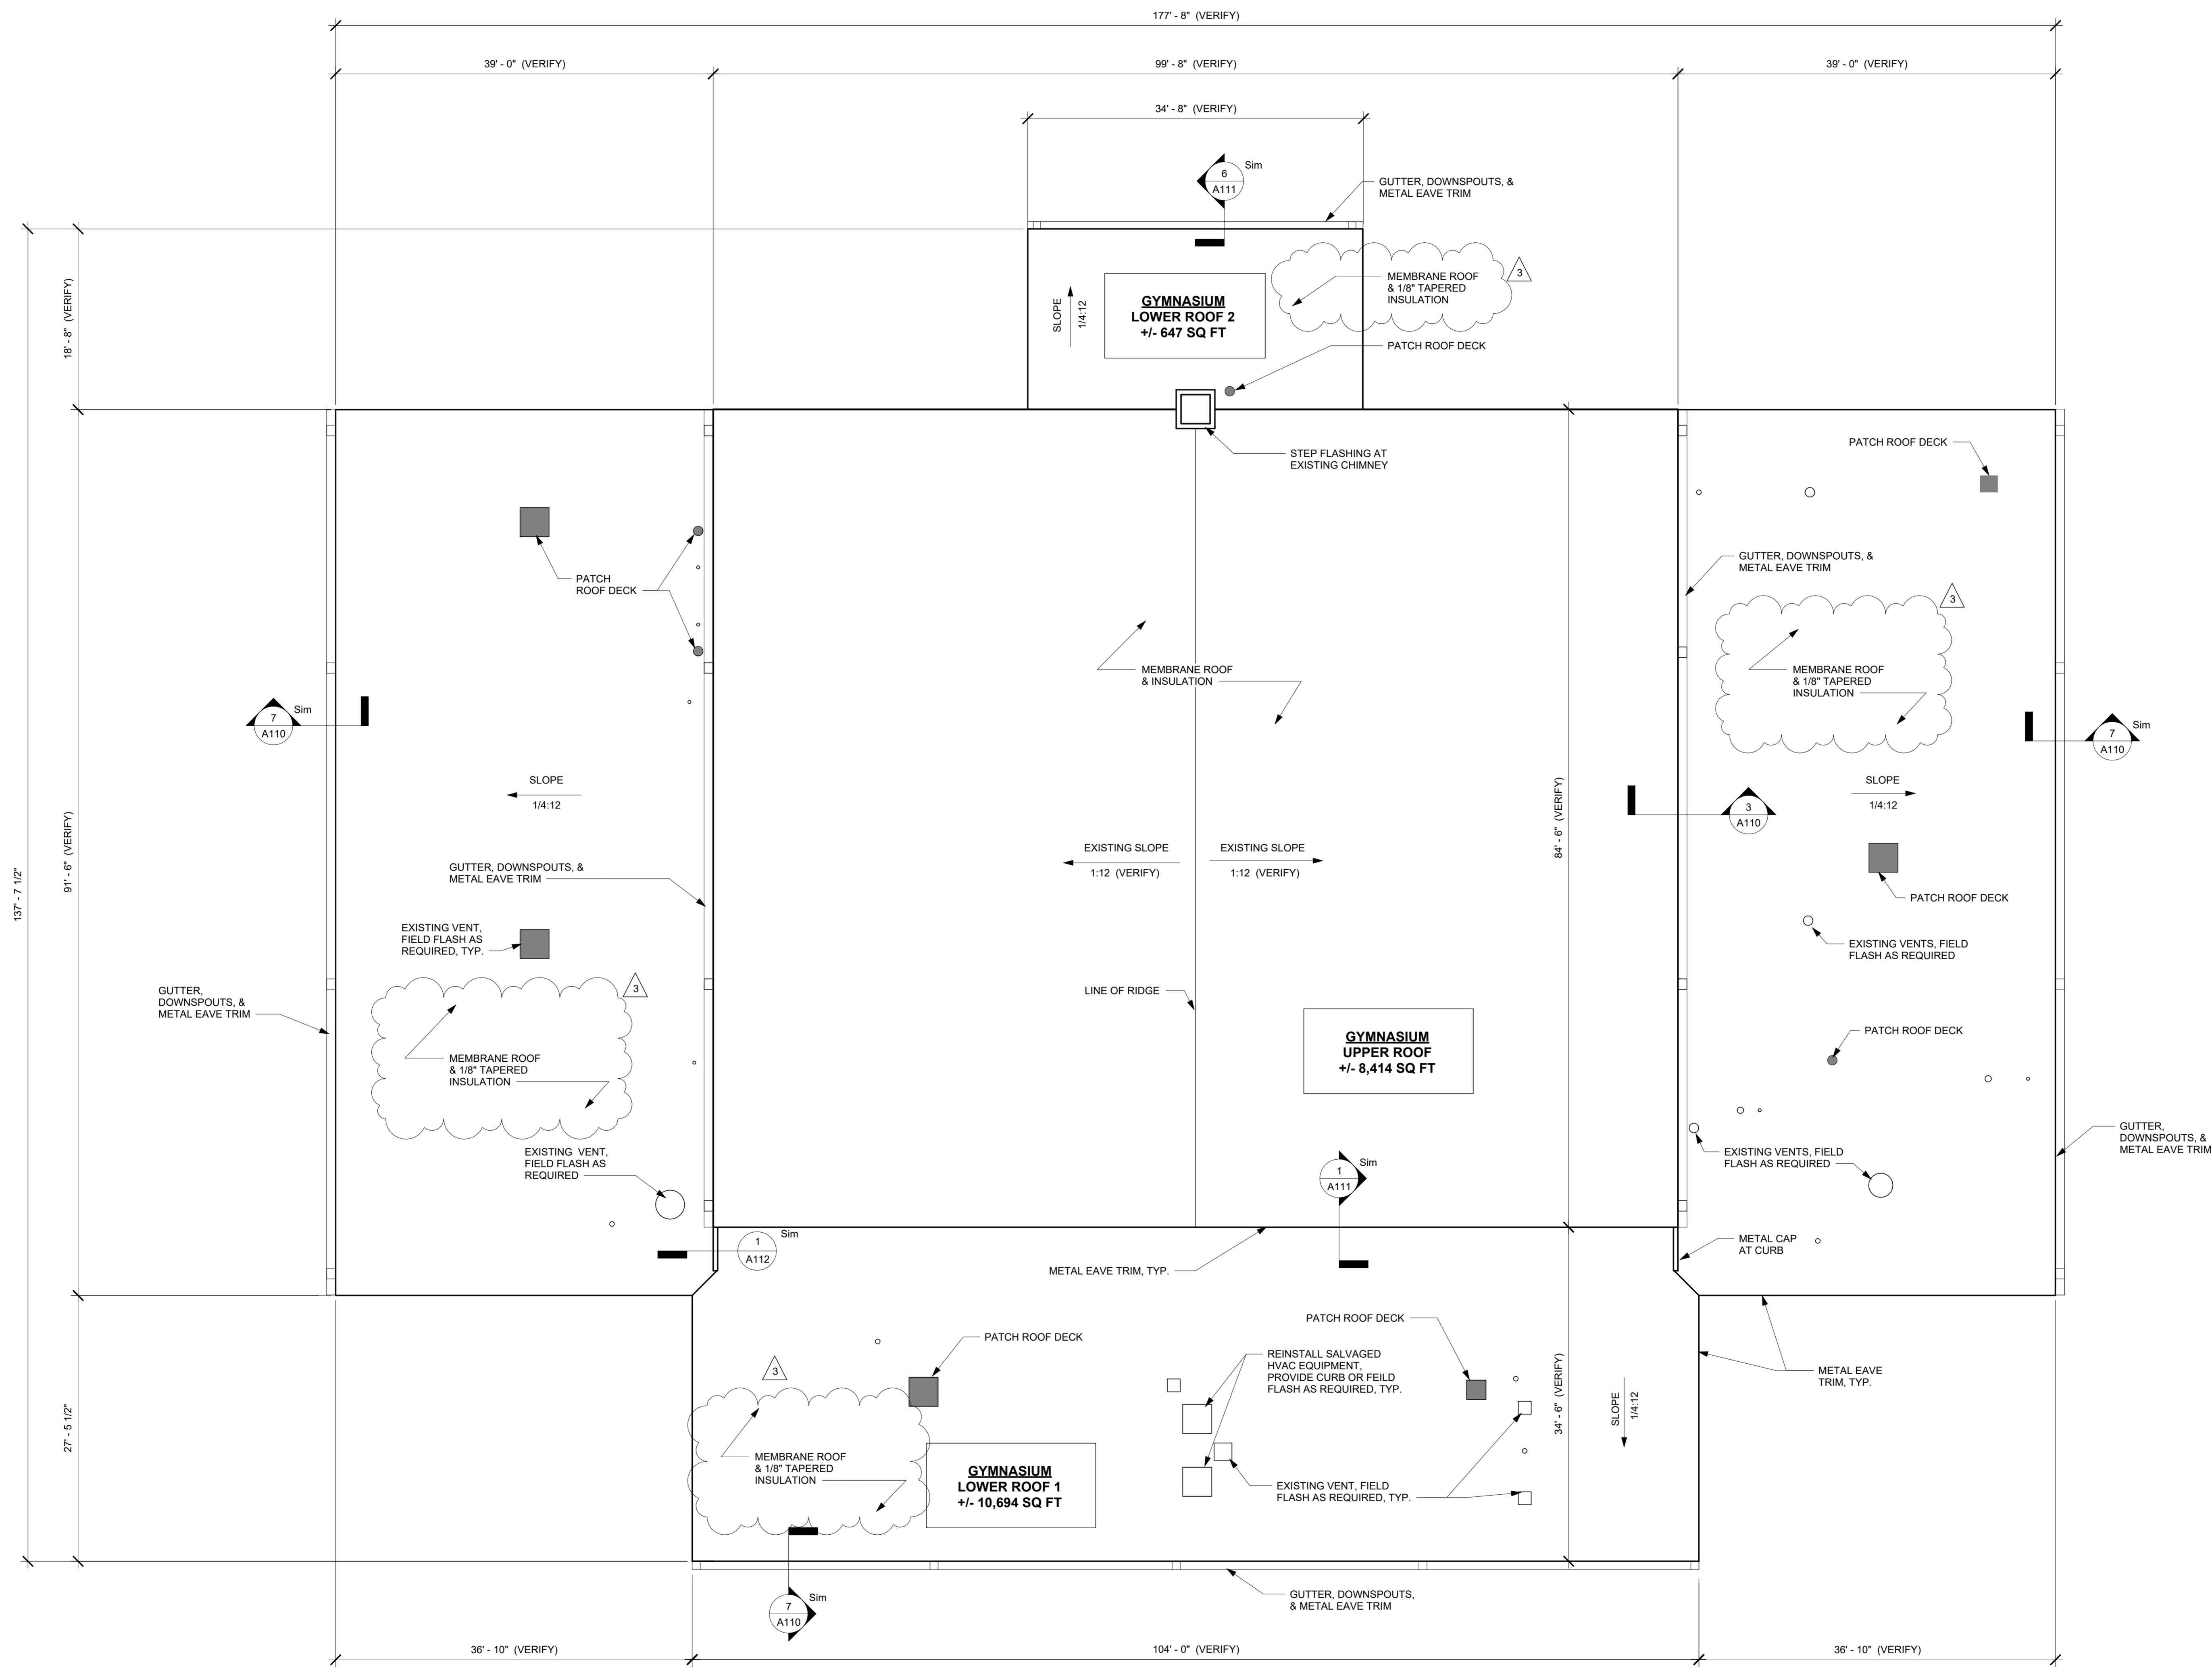 177' - 8" (VERIFY)
39' - 0" (VERIFY)
99' - 8" (VERIFY)
39' - 0" (VERIFY)
34' - 8" (VERIFY)
6
A111
Sim
GUTTER, DOWNSPOUTS, &
METAL EAVE TRIM
18' - 8" (VERIFY)
SLOPE
1/4:12
GYMNASIUM
LOWER ROOF 2
+/- 647 SQ FT
MEMBRANE ROOF
& 1/8" TAPERED
INSULATION
3
PATCH ROOF DECK
STEP FLASHING AT
EXISTING CHIMNEY
PATCH ROOF DECK
PATCH
ROOF DECK
GUTTER, DOWNSPOUTS, &
METAL EAVE TRIM
3
MEMBRANE ROOF
& INSULATION
MEMBRANE ROOF
& 1/8" TAPERED
INSULATION
7
A110
Sim
7
A110
Sim
SLOPE
1/4:12
SLOPE
1/4:12
3
A110
84' - 6" (VERIFY)
91' - 6" (VERIFY)
137' - 7 1/2"
EXISTING SLOPE
1:12 (VERIFY)
EXISTING SLOPE
1:12 (VERIFY)
GUTTER, DOWNSPOUTS, &
METAL EAVE TRIM
PATCH ROOF DECK
EXISTING VENT,
FIELD FLASH AS
REQUIRED, TYP.
EXISTING VENTS, FIELD
FLASH AS REQUIRED
GUTTER,
DOWNSPOUTS, &
METAL EAVE TRIM
3
LINE OF RIDGE
GYMNASIUM
UPPER ROOF
+/- 8,414 SQ FT
PATCH ROOF DECK
MEMBRANE ROOF
& 1/8" TAPERED
INSULATION
EXISTING VENT,
FIELD FLASH AS
REQUIRED
1
A111
Sim
EXISTING VENTS, FIELD
FLASH AS REQUIRED
GUTTER,
DOWNSPOUTS, &
METAL EAVE TRIM
1
A112
Sim
METAL EAVE TRIM, TYP.
METAL CAP
AT CURB
PATCH ROOF DECK
PATCH ROOF DECK
3
REINSTALL SALVAGED
HVAC EQUIPMENT,
PROVIDE CURB OR FEILD
FLASH AS REQUIRED, TYP.
METAL EAVE
TRIM, TYP.
27' - 5 1/2"
34' - 6" (VERIFY)
SLOPE
1/4:12
MEMBRANE ROOF
& 1/8" TAPERED
INSULATION
GYMNASIUM
LOWER ROOF 1
+/- 10,694 SQ FT
EXISTING VENT, FIELD
FLASH AS REQUIRED, TYP.
7
A110
Sim
GUTTER, DOWNSPOUTS,
& METAL EAVE TRIM
36' - 10" (VERIFY)
104' - 0" (VERIFY)
36' - 10" (VERIFY)